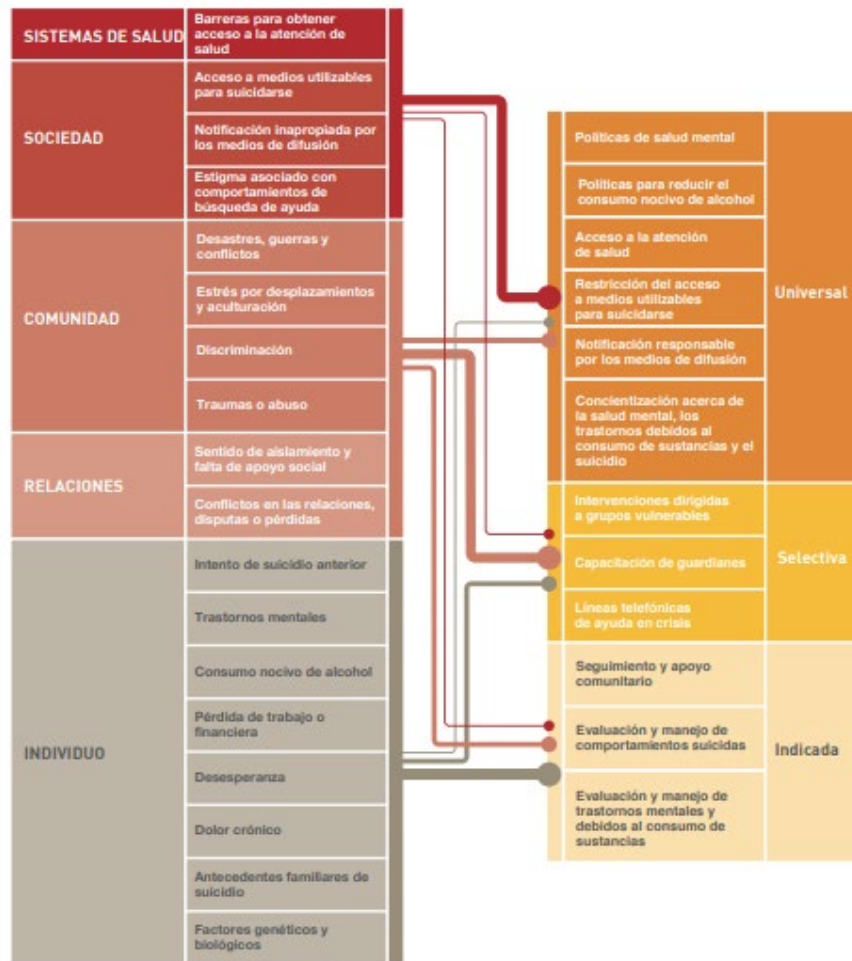 SISTEMAS DE SALUD
Barreras para obtener
acceso a la atención de
salud
SOCIEDAD
Acceso a medios utilizables
para suicidarse
Notificación inapropiada por
los medios de difusión
Estigma asociado con
comportamientos de
búsqueda de ayuda
COMUNIDAD
Desastres, guerras y
conflictos
Estrés por desplazamientos
y aculturación
Discriminación
Traumas o abuso
RELACIONES
Sentido de aislamiento y
falta de apoyo social
Conflictos en las relaciones,
disputas o pérdidas
INDIVIDUO
Intento de suicidio anterior
Trastornos mentales
Consumo nocivo de alcohol
Pérdida de trabajo o
financiera
Desesperanza
Dolor crónico
Antecedentes familiares de
suicidio
Factores genéticos y
biológicos
Políticas de salud mental
Políticas para reducir el
consumo nocivo de alcohol
Acceso a la atención
de salud
Restricción del acceso
a medios utilizables
para suicidarse
Notificación responsable
por los medios de difusión
Concientización acerca de
la salud mental, los
trastornos debidos al
consumo de sustancias y el
suicidio
Universal
Intervenciones dirigidas
a grupos vulnerables
Capacitación de guardianes
Líneas telefónicas
de ayuda en crisis
Selectiva
Seguimiento y apoyo
comunitario
Evaluación y manejo de
comportamientos suicidas
Evaluación y manejo de
trastornos mentales y
debidos al consumo de
sustancias
Indicada